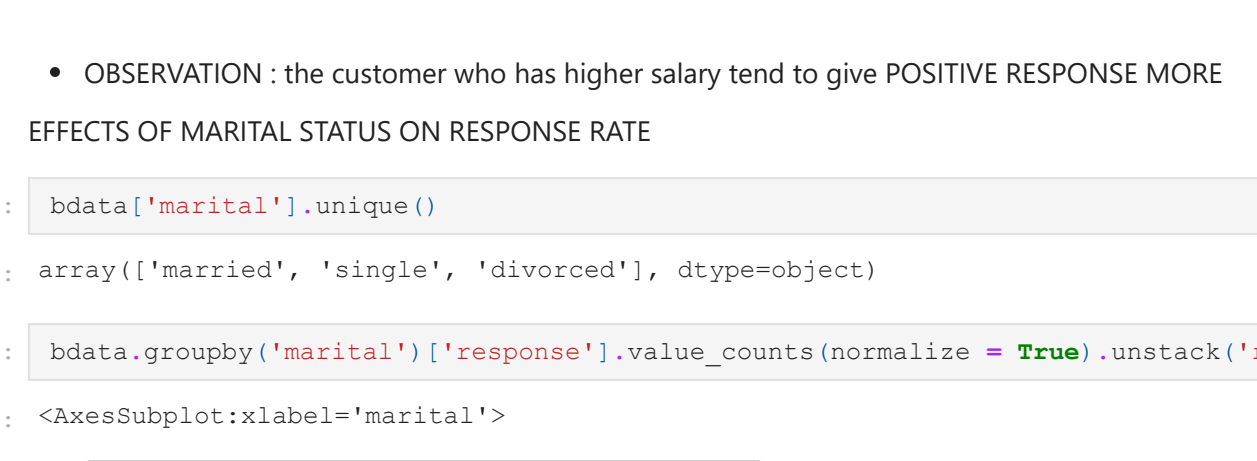 • OBSERVATION : the customer who has higher salary tend to give POSITIVE RESPONSE MORE
EFFECTS OF MARITAL STATUS ON RESPONSE RATE
: bdata['marital'].unique()
: array(['married', 'single', 'divorced'], dtype=object)
: bdata.groupby('marital')['response'].value_counts(normalize = True).unstack('
: <AxesSubplot:xlabel='marital'>